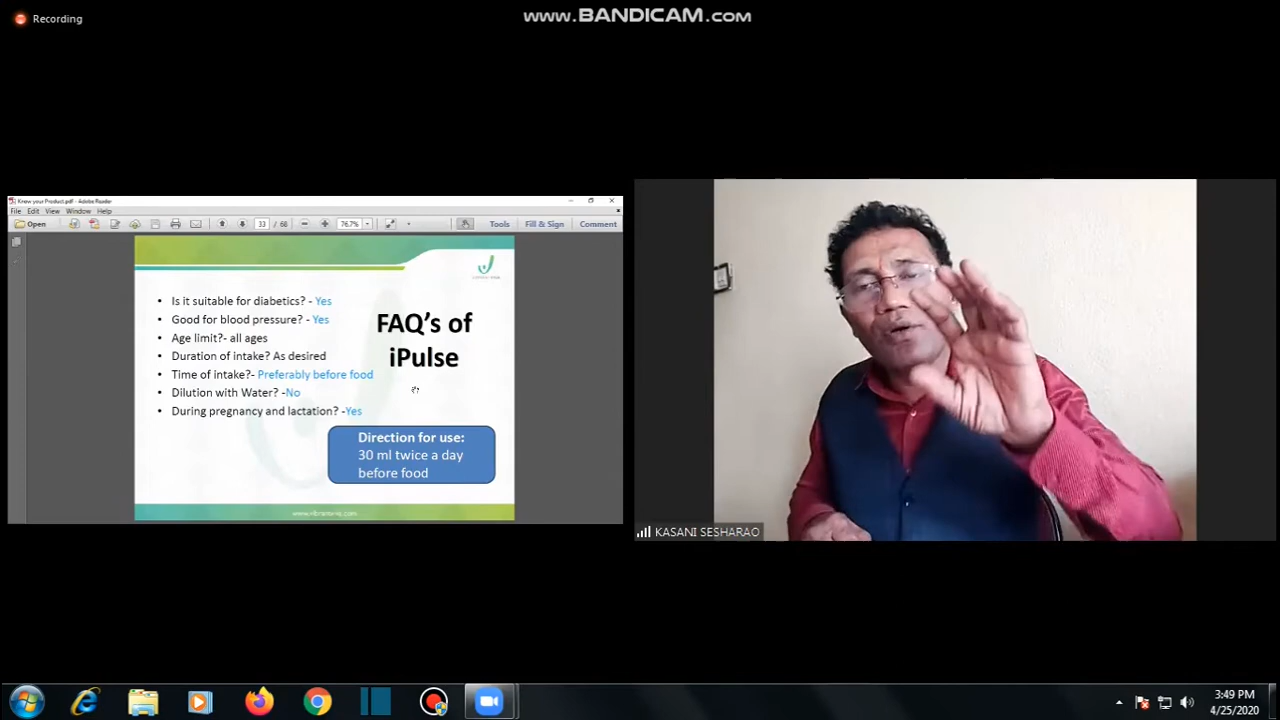 Recording
www.BANDICAM.com
Know your Product.pdf - Adobe Reader
File Edit View Window Help
Open 33 / 68 76.7% Tools Fill & Sign Comment
• Is it suitable for diabetics? - Yes
• Good for blood pressure? - Yes
• Age limit?- all ages
• Duration of intake? As desired
• Time of intake?- Preferably before food
• Dilution with Water? -No
• During pregnancy and lactation? -Yes
FAQ’s of
iPulse
Direction for use:
30 ml twice a day
before food
KASANI SESHARAO
3:49 PM
4/25/2020